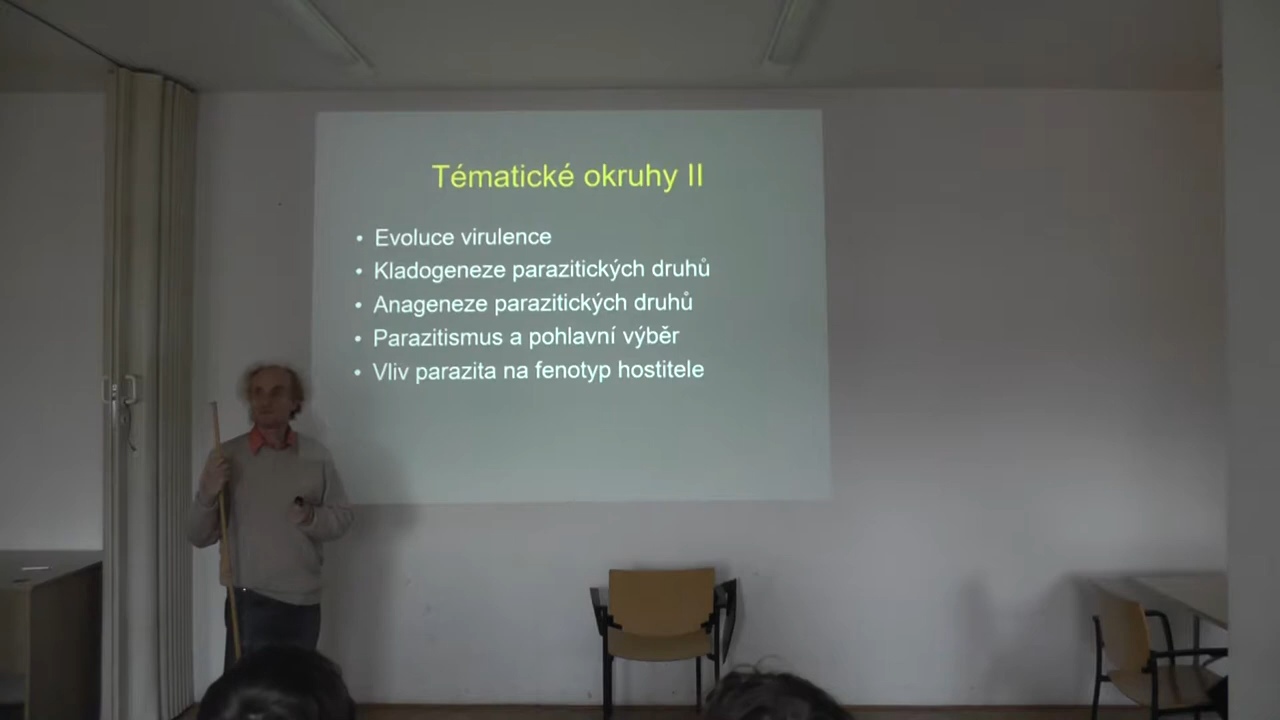 Tématické okruhy II
• Evoluce virulence
• Kladogeneze parazitických druhů
• Anageneze parazitických druhů
• Parazitismus a pohlavní výběr
• Vliv parazita na fenotyp hostitele